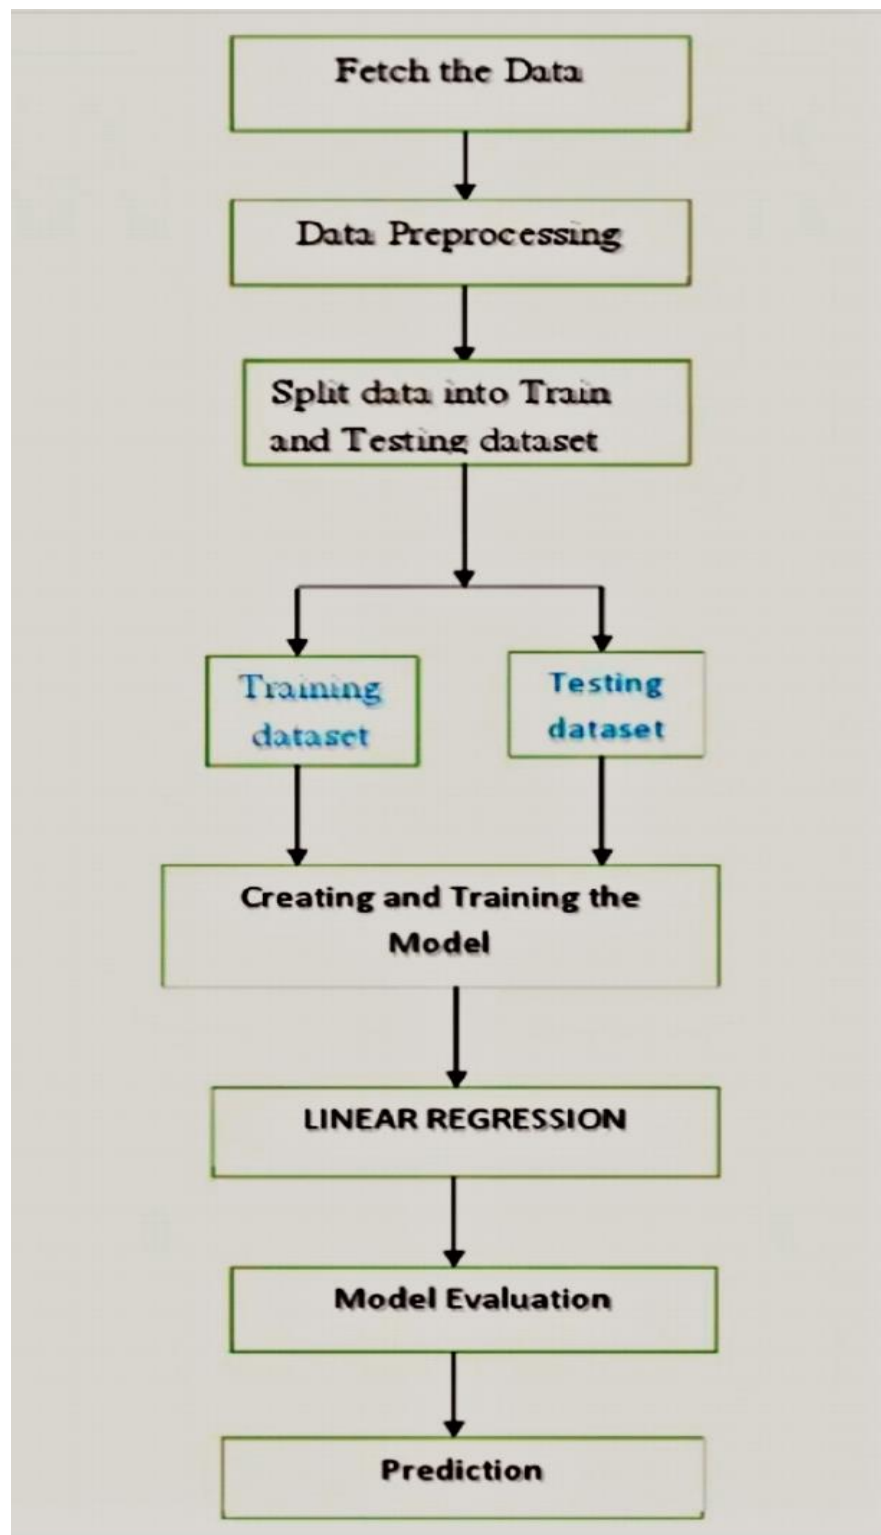 Fetch the Data
Data Preprocessing
Split data into Train
and Testing dataset
Training
dataset
Testing
dataset
Creating and Training the
Model
LINEAR REGRESSION
Model Evaluation
Prediction